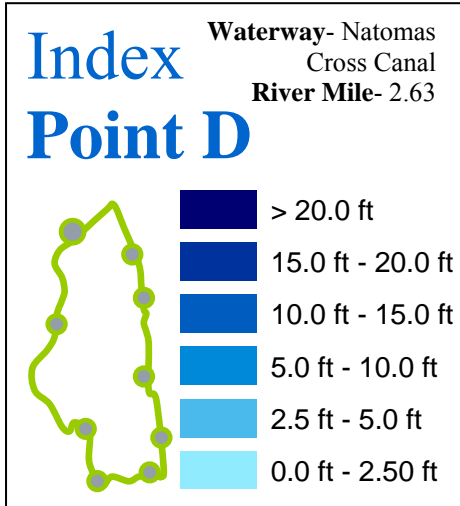 Index
Point D
Waterway- Natomas
Cross Canal
River Mile- 2.63
> 20.0 ft
15.0 ft - 20.0 ft
10.0 ft - 15.0 ft
5.0 ft - 10.0 ft
2.5 ft - 5.0 ft
0.0 ft - 2.50 ft